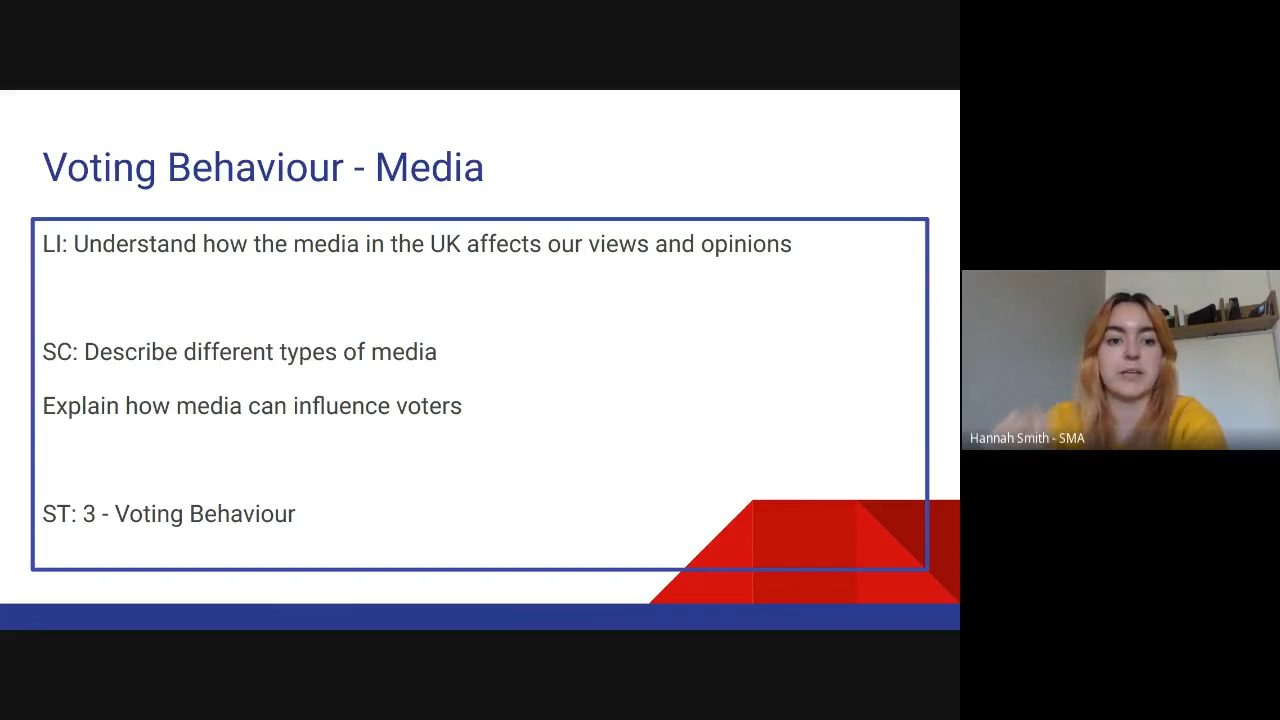 Voting Behaviour - Media
LI: Understand how the media in the UK affects our views and opinions
SC: Describe different types of media
Explain how media can influence voters
ST: 3 - Voting Behaviour
Hannah Smith - SMA